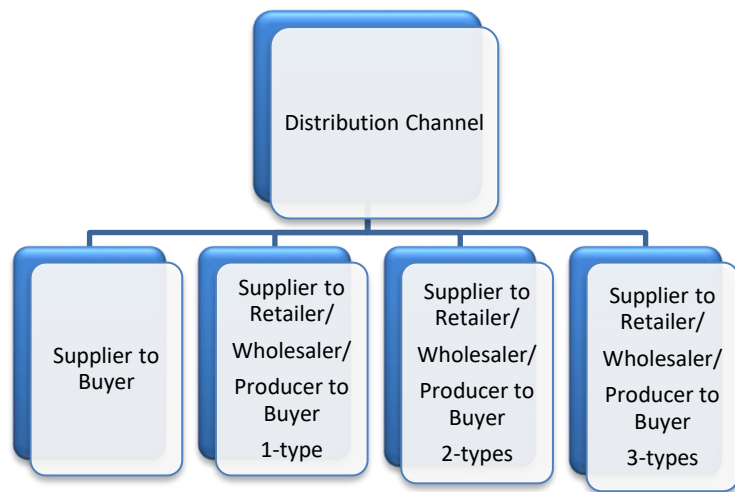 Distribution Channel
Supplier to
Buyer
Supplier to
Retailer/
Wholesaler/
Producer to
Buyer
1-type
Supplier to
Retailer/
Wholesaler/
Producer to
Buyer
2-types
Supplier to
Retailer/
Wholesaler/
Producer to
Buyer
3-types